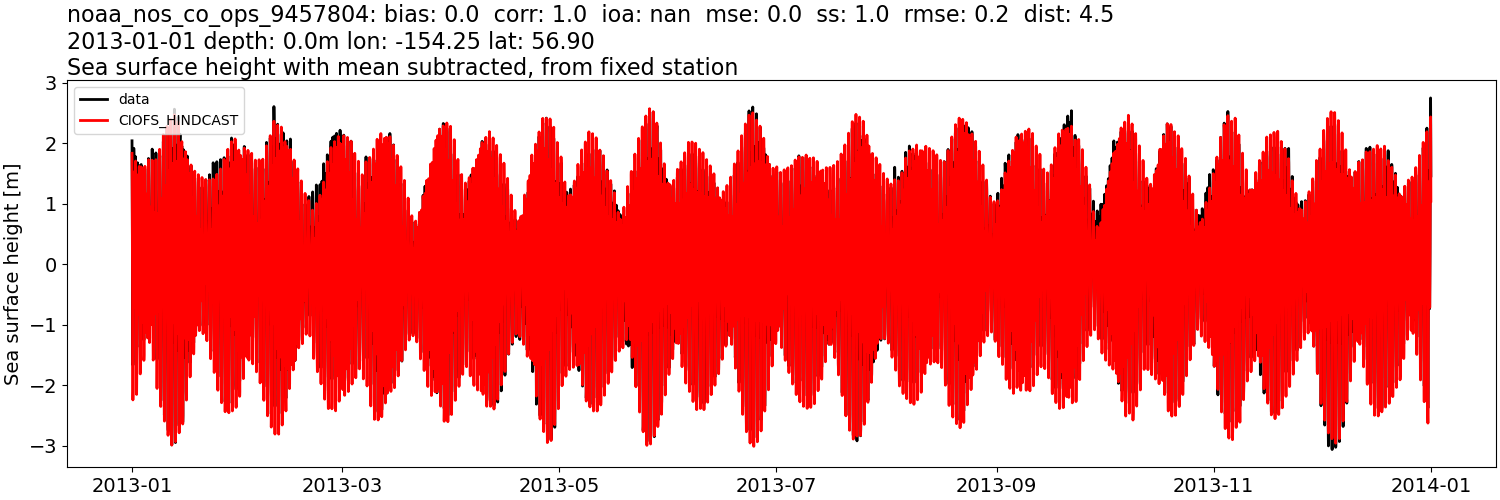 noaa_nos_co_ops_9457804: bias: 0.0  corr: 1.0  ioa: nan  mse: 0.0  ss: 1.0  rmse: 0.2  dist: 4.5
2013-01-01 depth: 0.0m lon: -154.25 lat: 56.90
Sea surface height with mean subtracted, from fixed station
data
CIOFS_HINDCAST
Sea surface height [m]
3
2
1
0
−1
−2
−3
2013-01
2013-03
2013-05
2013-07
2013-09
2013-11
2014-01